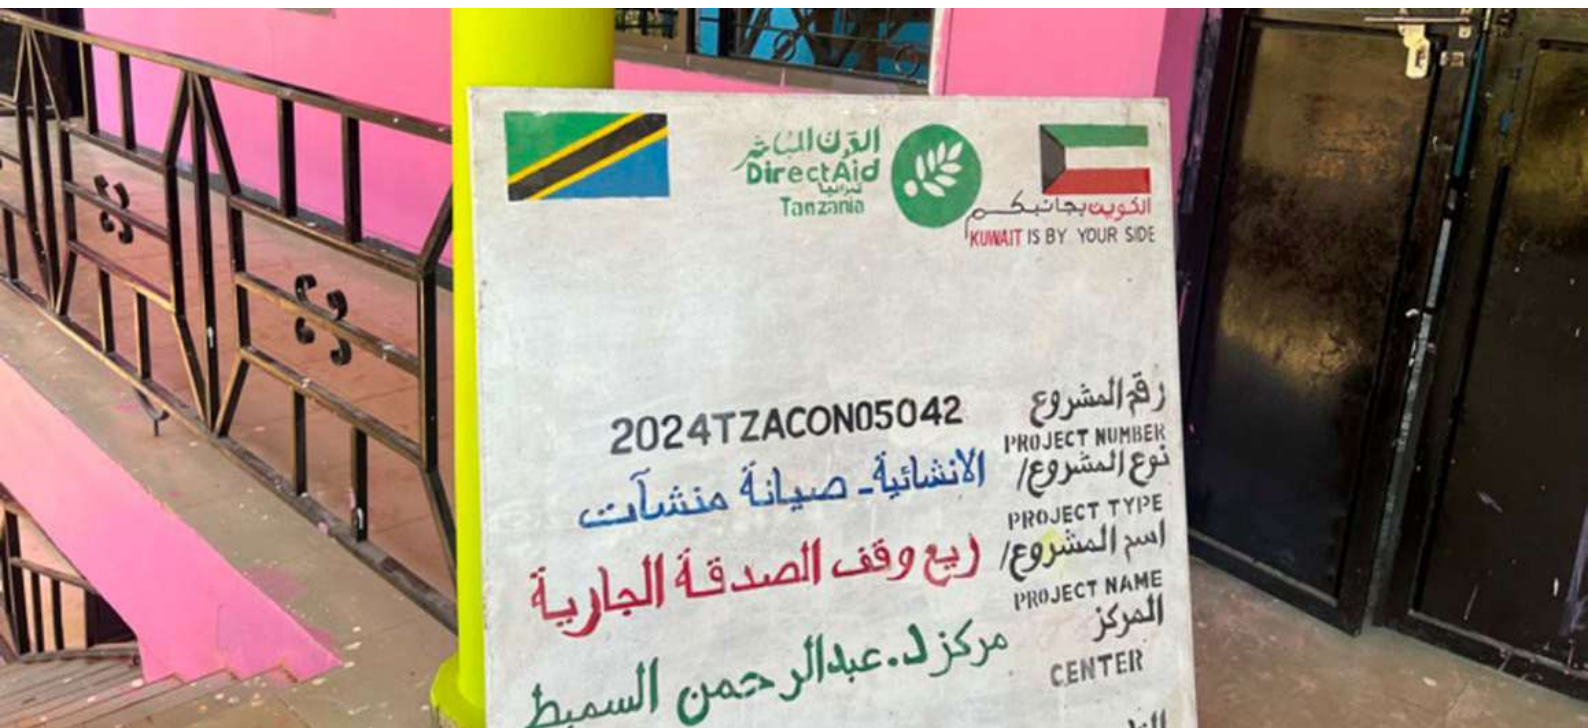 العون المباشر
DirectAid
تنزانيا
Tanzania
الكويت بجانبكم
KUWAIT IS BY YOUR SIDE
رقم المشروع 2024TZACON05042
PROJECT NUMBER
نوع المشروع/ الانشائية - صيانة منشآت
PROJECT TYPE
اسم المشروع/ ريع وقف الصدقة الجارية
PROJECT NAME
المركز مركز د.عبدالرحمن السميط
CENTER